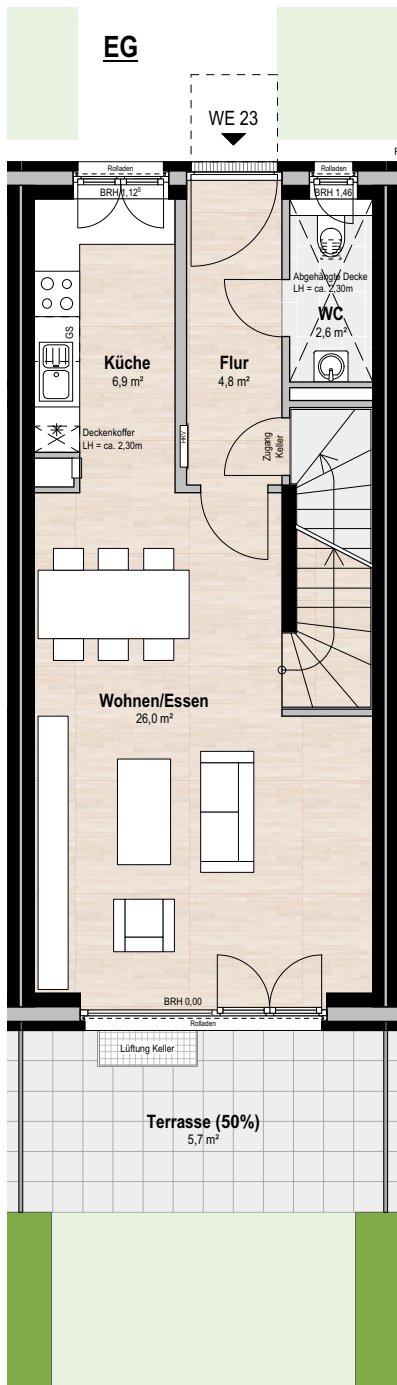 EG
WE 23
Rolladen
Rolladen
BRH 1,12⁵
BRH 1,46
Abgehängte Decke
LH = ca. 2,30m
WC
2,6 m²
GS
Küche
6,9 m²
Flur
4,8 m²
Deckenkoffer
LH = ca. 2,30m
HKV
Zugang
Keller
Wohnen/Essen
26,0 m²
BRH 0,00
Rolladen
Lüftung Keller
Terrasse (50%)
5,7 m²